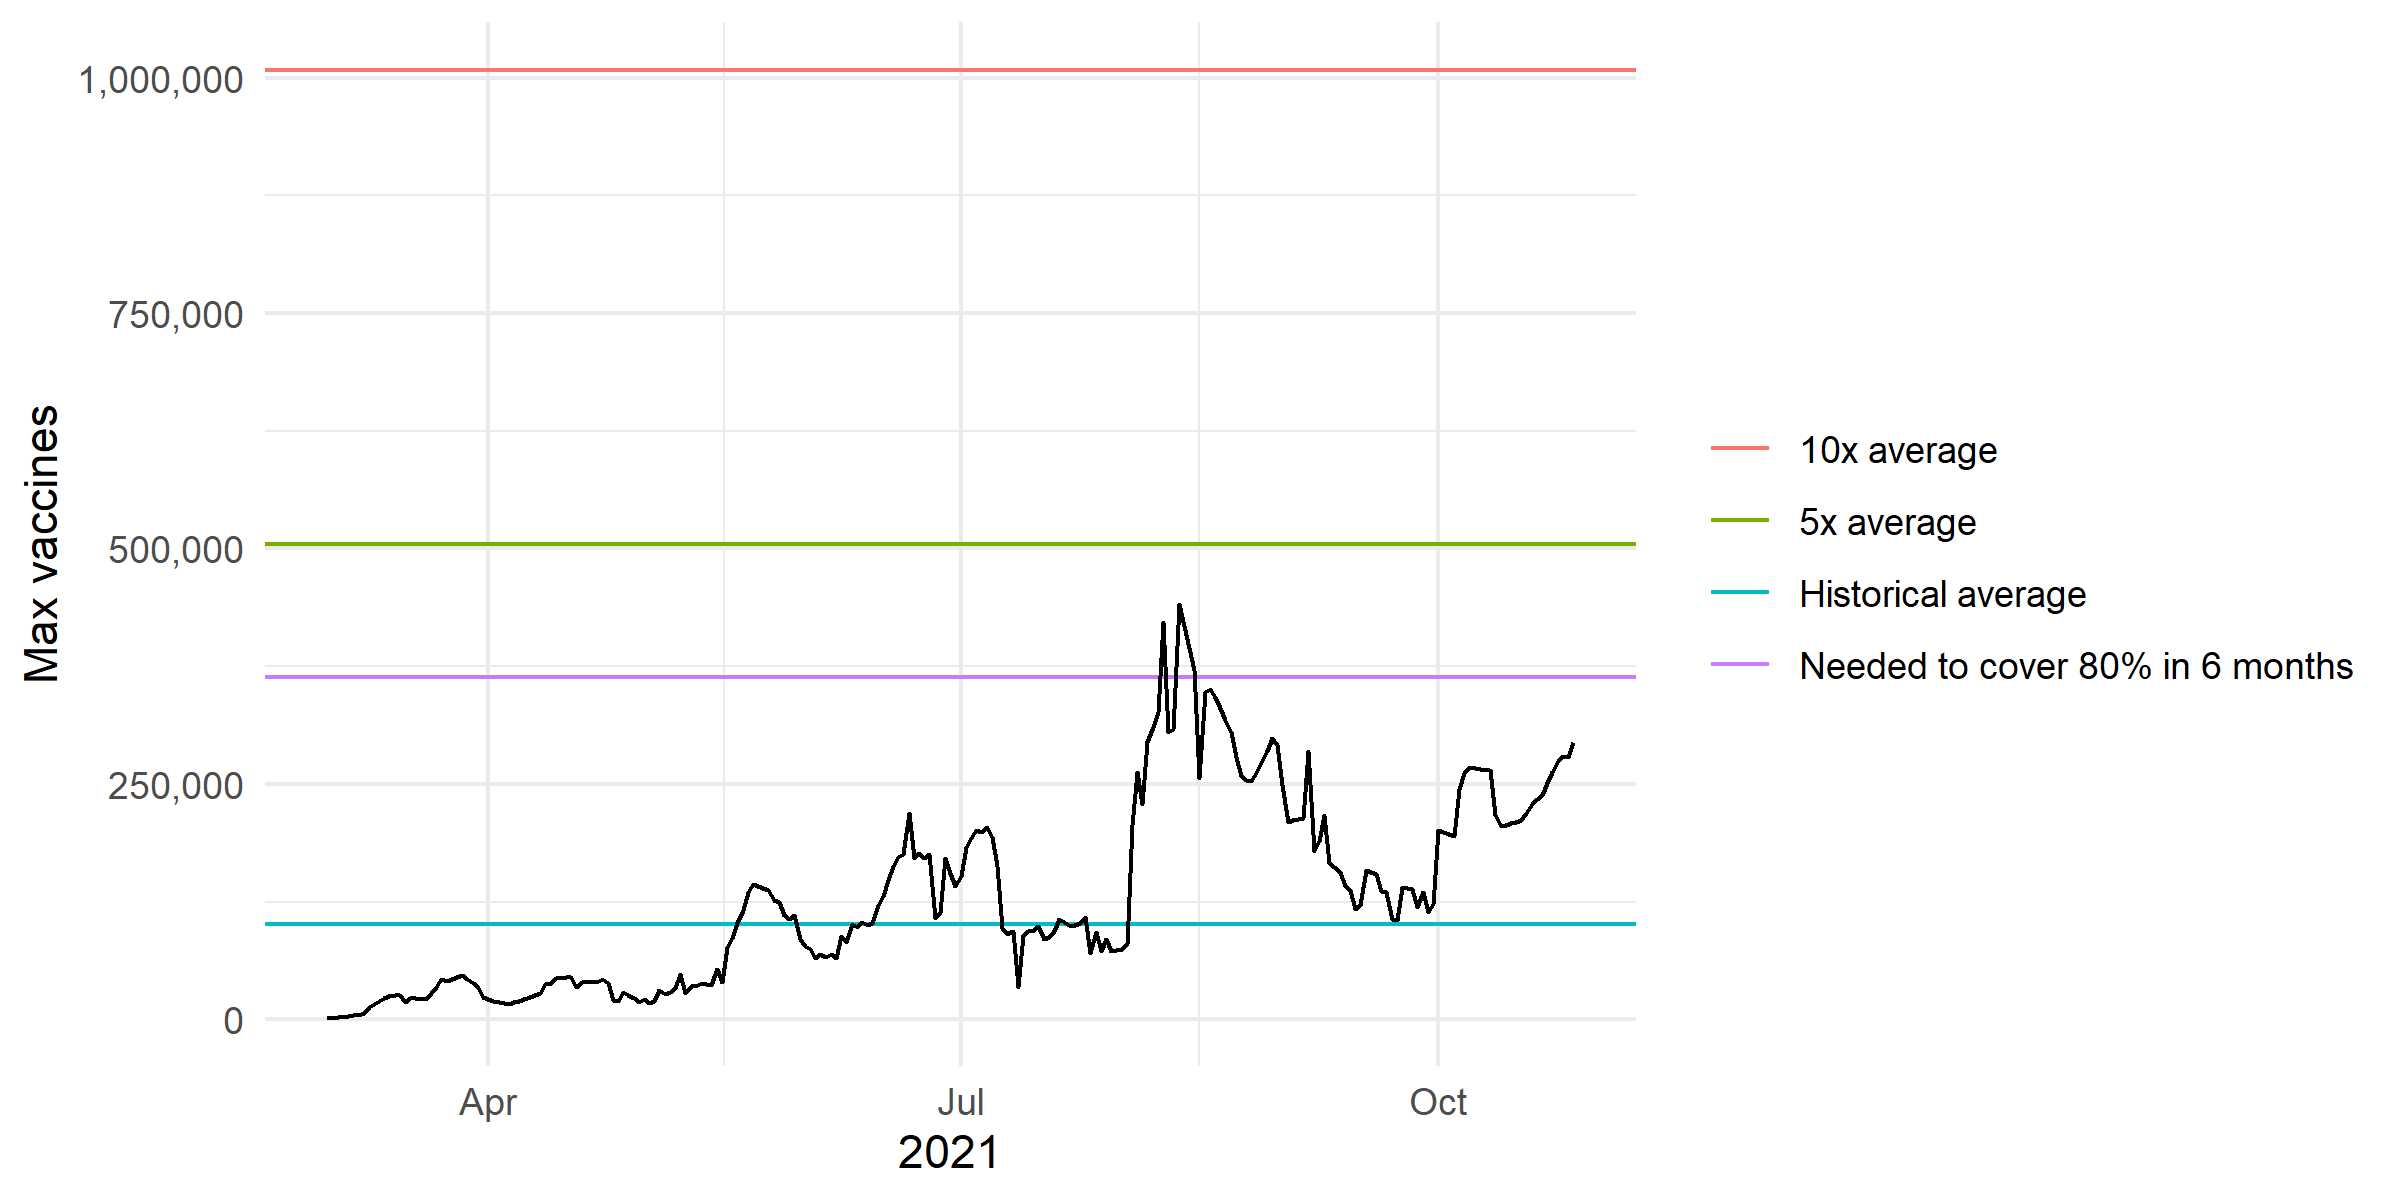 Max vaccines
1,000,000
750,000
500,000
250,000
0
Apr
Jul
Oct
2021
10x average
5x average
Historical average
Needed to cover 80% in 6 months